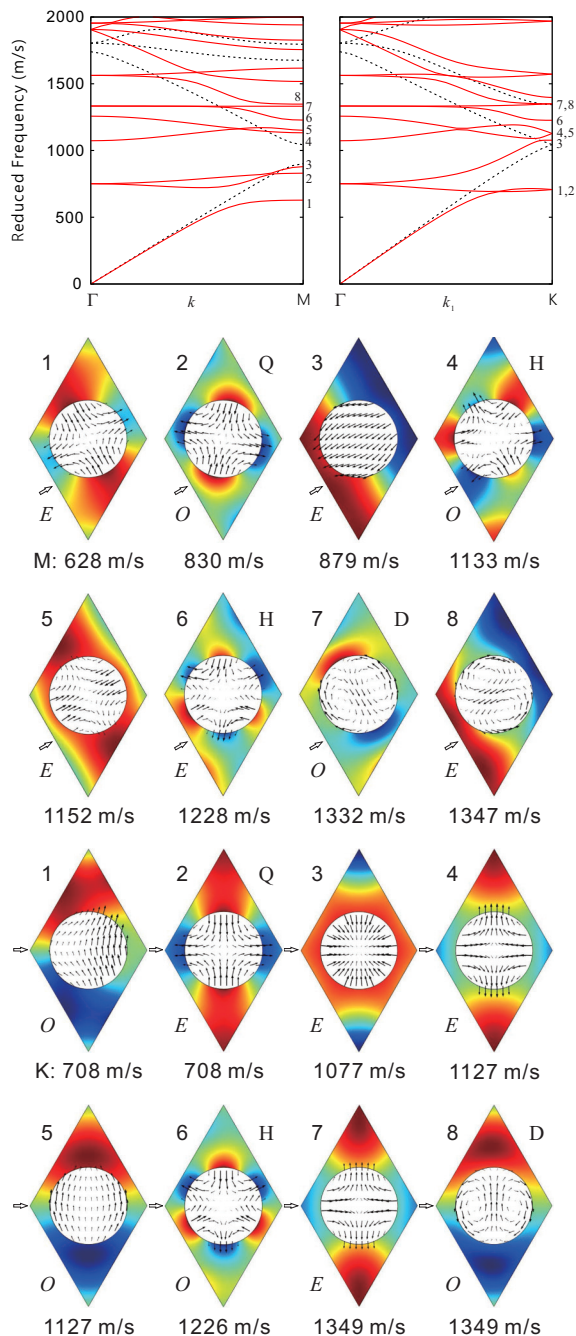 2000
1500
1000
500
0
Reduced Frequency (m/s)
8
7
6
5
4
3
2
1
Γ k M
7,8
6
4,5
3
1,2
Γ k₁ K
1 2 Q 3 4 H
E O E O
M: 628 m/s 830 m/s 879 m/s 1133 m/s
5 6 H 7 D 8
E E O E
1152 m/s 1228 m/s 1332 m/s 1347 m/s
1 2 Q 3 4
O E E E
K: 708 m/s 708 m/s 1077 m/s 1127 m/s
5 6 H 7 8 D
O O E O
1127 m/s 1226 m/s 1349 m/s 1349 m/s